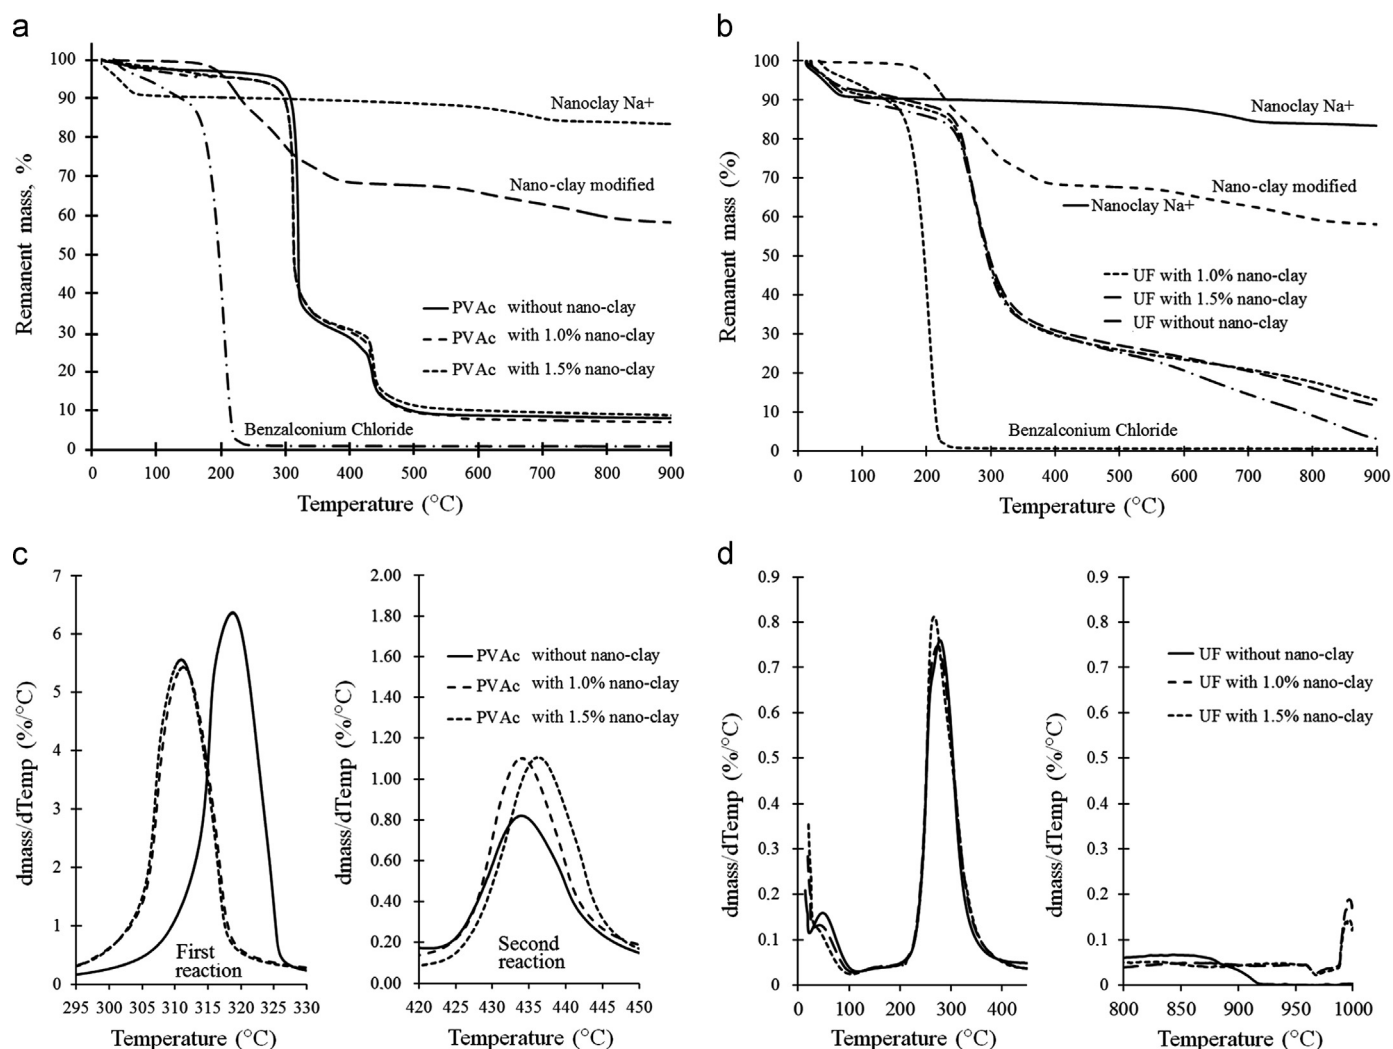 a
100
90
80
70
60
50
40
30
20
10
0
Remanent mass, %
Nanoclay Na+
Nano-clay modified
PVAc without nano-clay
PVAc with 1.0% nano-clay
PVAc with 1.5% nano-clay
Benzalconium Chloride
0 100 200 300 400 500 600 700 800 900
Temperature (°C)
b
100
90
80
70
60
50
40
30
20
10
0
Remanent mass (%)
Nanoclay Na+
Nano-clay modified
Nanoclay Na+
UF with 1.0% nano-clay
UF with 1.5% nano-clay
UF without nano-clay
Benzalconium Chloride
0 100 200 300 400 500 600 700 800 900
Temperature (°C)
c
7
6
5
4
3
2
1
0
dmass/dTemp (%/°C)
First
reaction
295 300 305 310 315 320 325 330
Temperature (°C)
2.00
1.80
1.60
1.40
1.20
1.00
0.80
0.60
0.40
0.20
0.00
dmass/dTemp (%/°C)
PVAc without nano-clay
PVAc with 1.0% nano-clay
PVAc with 1.5% nano-clay
Second
reaction
420 425 430 435 440 445 450
Temperature (°C)
d
0.9
0.8
0.7
0.6
0.5
0.4
0.3
0.2
0.1
0
dmass/dTemp (%/°C)
0 100 200 300 400
Temperature (°C)
0.9
0.8
0.7
0.6
0.5
0.4
0.3
0.2
0.1
0
dmass/dTemp (%/°C)
UF without nano-clay
UF with 1.0% nano-clay
UF with 1.5% nano-clay
800 850 900 950 1000
Temperature (°C)